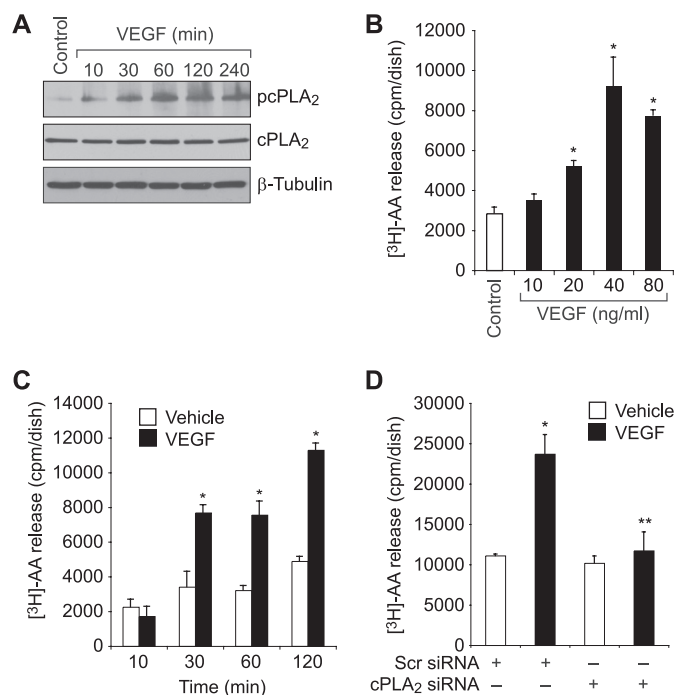 A
VEGF (min)
Control
10 30 60 120 240
pcPLA₂
cPLA₂
β-Tubulin
B
[³H]-AA release (cpm/dish)
12000
10000
8000
6000
4000
2000
0
*
*
*
Control
10 20 40 80
VEGF (ng/ml)
C
[³H]-AA release (cpm/dish)
14000
12000
10000
8000
6000
4000
2000
0
Vehicle
VEGF
*
*
*
10 30 60 120
Time (min)
D
[³H]-AA release (cpm/dish)
30000
25000
20000
15000
10000
5000
0
Vehicle
VEGF
*
**
Scr siRNA + + – –
cPLA₂ siRNA – – + +